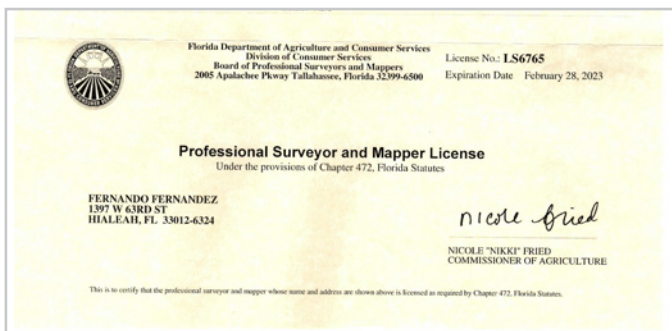 Florida Department of Agriculture and Consumer Services
Division of Consumer Services
Board of Professional Surveyors and Mappers
2005 Apalachee Pkway Tallahassee, Florida 32399-6500
License No.: LS6765
Expiration Date February 28, 2023
Professional Surveyor and Mapper License
Under the provisions of Chapter 472, Florida Statutes
FERNANDO FERNANDEZ
1397 W 63RD ST
HIALEAH, FL 33012-6324
nicole fried
NICOLE "NIKKI" FRIED
COMMISSIONER OF AGRICULTURE
This is to certify that the professional surveyor and mapper whose name and address are shown above is licensed as required by Chapter 472, Florida Statutes.